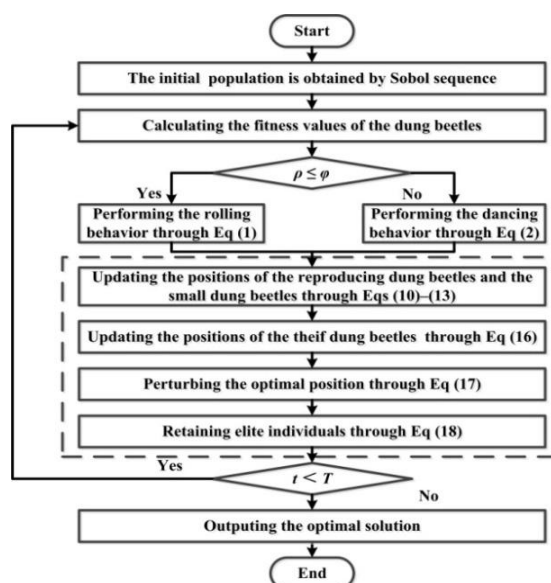 Start
The initial population is obtained by Sobol sequence
Calculating the fitness values of the dung beetles
ρ ≤ φ
Yes
No
Performing the rolling
behavior through Eq (1)
Performing the dancing
behavior through Eq (2)
Updating the positions of the reproducing dung beetles and the
small dung beetles through Eqs (10)–(13)
Updating the positions of the theif dung beetles through Eq (16)
Perturbing the optimal position through Eq (17)
Retaining elite individuals through Eq (18)
Yes
t < T
No
Outputing the optimal solution
End